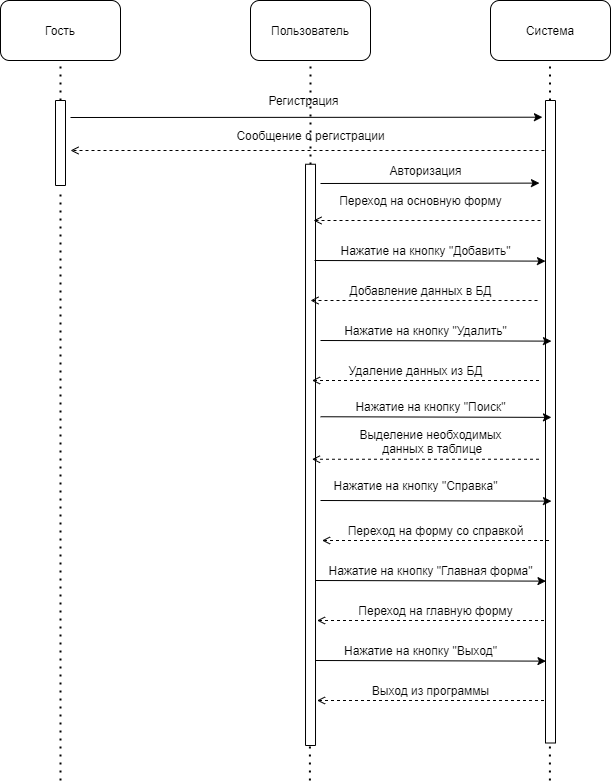 Гость
Пользователь
Система
Регистрация
Сообщение о регистрации
Авторизация
Переход на основную форму
Нажатие на кнопку "Добавить"
Добавление данных в БД
Нажатие на кнопку "Удалить"
Удаление данных из БД
Нажатие на кнопку "Поиск"
Выделение необходимых
данных в таблице
Нажатие на кнопку "Справка"
Переход на форму со справкой
Нажатие на кнопку "Главная форма"
Переход на главную форму
Нажатие на кнопку "Выход"
Выход из программы